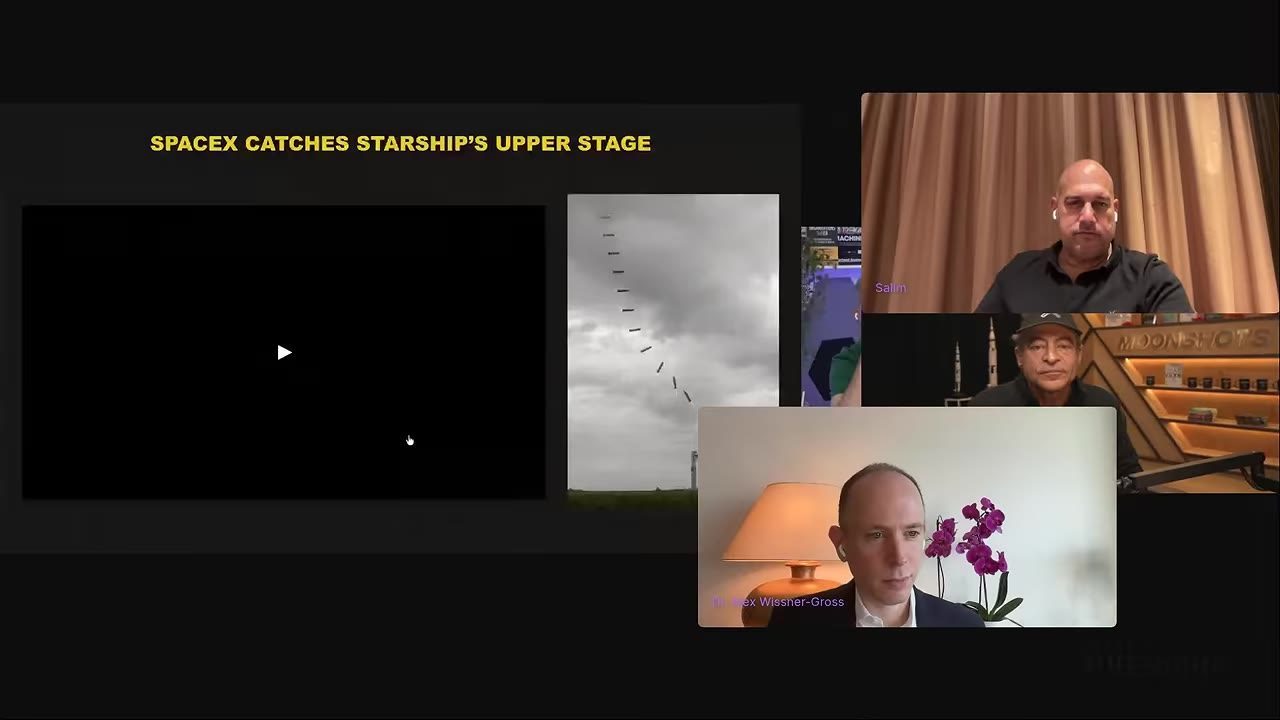 SPACEX CATCHES STARSHIP'S UPPER STAGE
Salim
MOONSHOTS
Dr. Alex Wissner-Gross